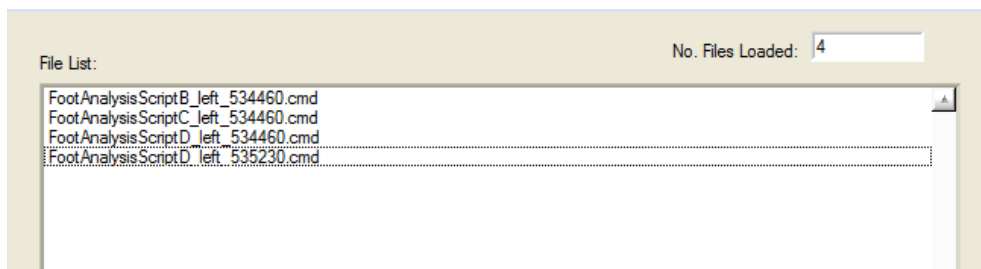 No. Files Loaded: 4
File List:
FootAnalysisScriptB_left_534460.cmd
FootAnalysisScriptC_left_534460.cmd
FootAnalysisScriptD_left_534460.cmd
FootAnalysisScriptD_left_535230.cmd